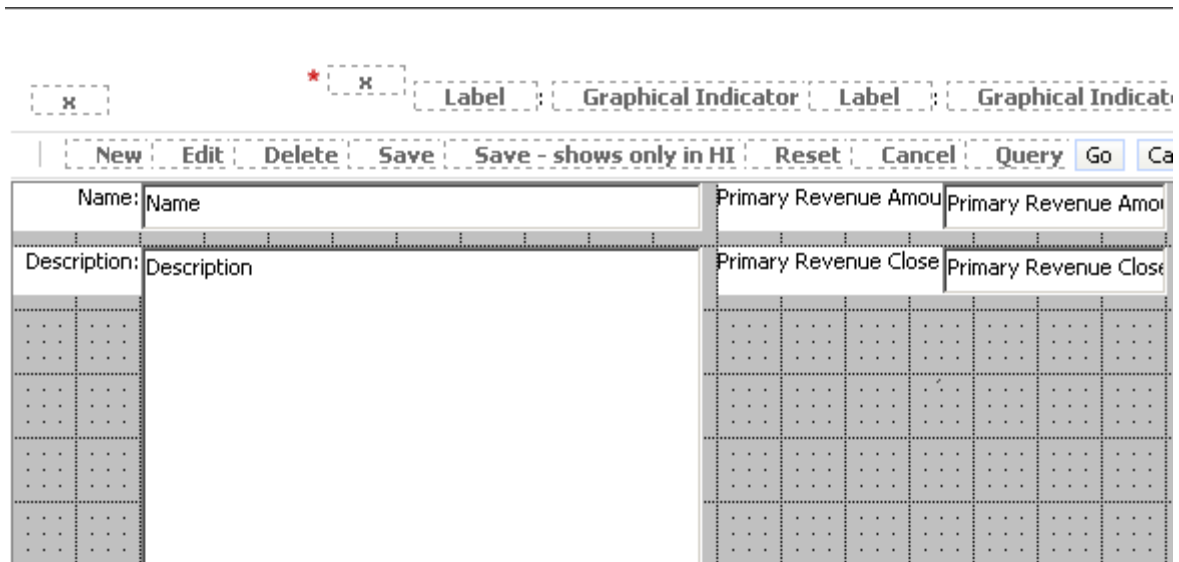 * x
x Label : Graphical Indicator Label : Graphical Indicat
New Edit Delete Save Save - shows only in HI Reset Cancel Query Go Ca
Name: Name Primary Revenue Amou Primary Revenue Amou
Description: Description Primary Revenue Close Primary Revenue Close